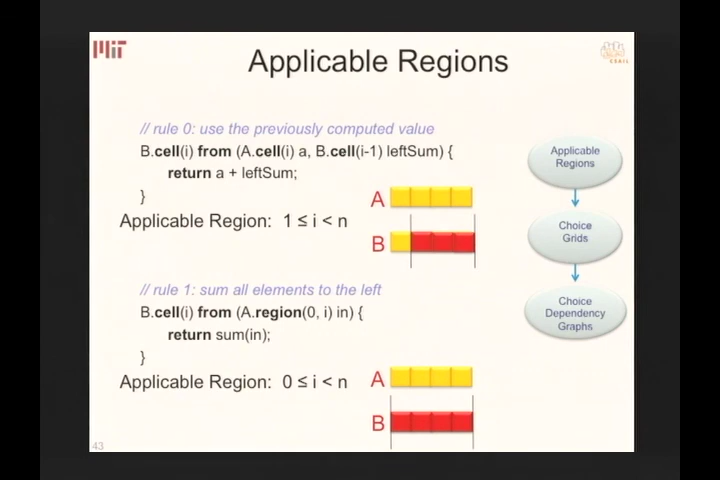 MIT
Applicable Regions
CSAIL
// rule 0: use the previously computed value
B.cell(i) from (A.cell(i) a, B.cell(i-1) leftSum) {
return a + leftSum;
}
Applicable Region: 1 ≤ i < n
A
B
// rule 1: sum all elements to the left
B.cell(i) from (A.region(0, i) in) {
return sum(in);
}
Applicable Region: 0 ≤ i < n
A
B
Applicable
Regions
Choice
Grids
Choice
Dependency
Graphs
43